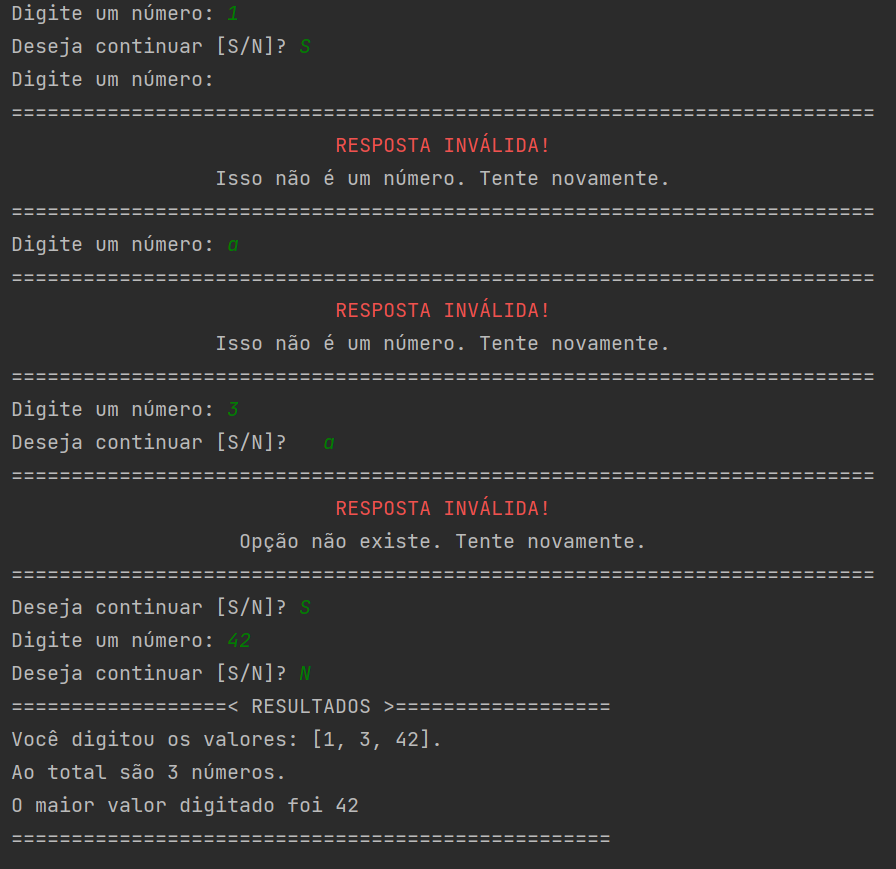 Digite um número: 1
Deseja continuar [S/N]? S
Digite um número:
========================================================================
RESPOSTA INVÁLIDA!
Isso não é um número. Tente novamente.
========================================================================
Digite um número: a
========================================================================
RESPOSTA INVÁLIDA!
Isso não é um número. Tente novamente.
========================================================================
Digite um número: 3
Deseja continuar [S/N]?   a
========================================================================
RESPOSTA INVÁLIDA!
Opção não existe. Tente novamente.
========================================================================
Deseja continuar [S/N]? S
Digite um número: 42
Deseja continuar [S/N]? N
==================< RESULTADOS >==================
Você digitou os valores: [1, 3, 42].
Ao total são 3 números.
O maior valor digitado foi 42
==================================================